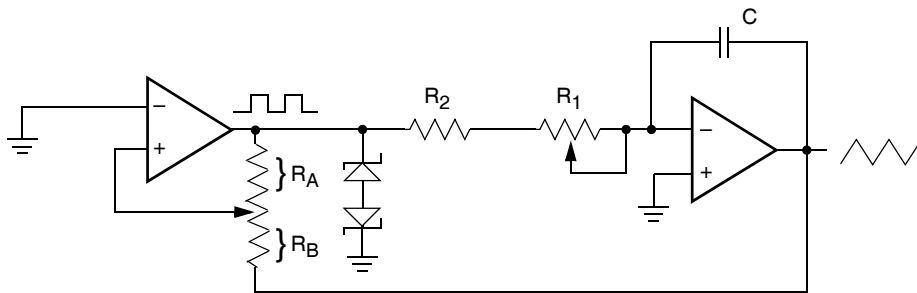 C
R2
R1
–
+
–
+
} RA
} RB